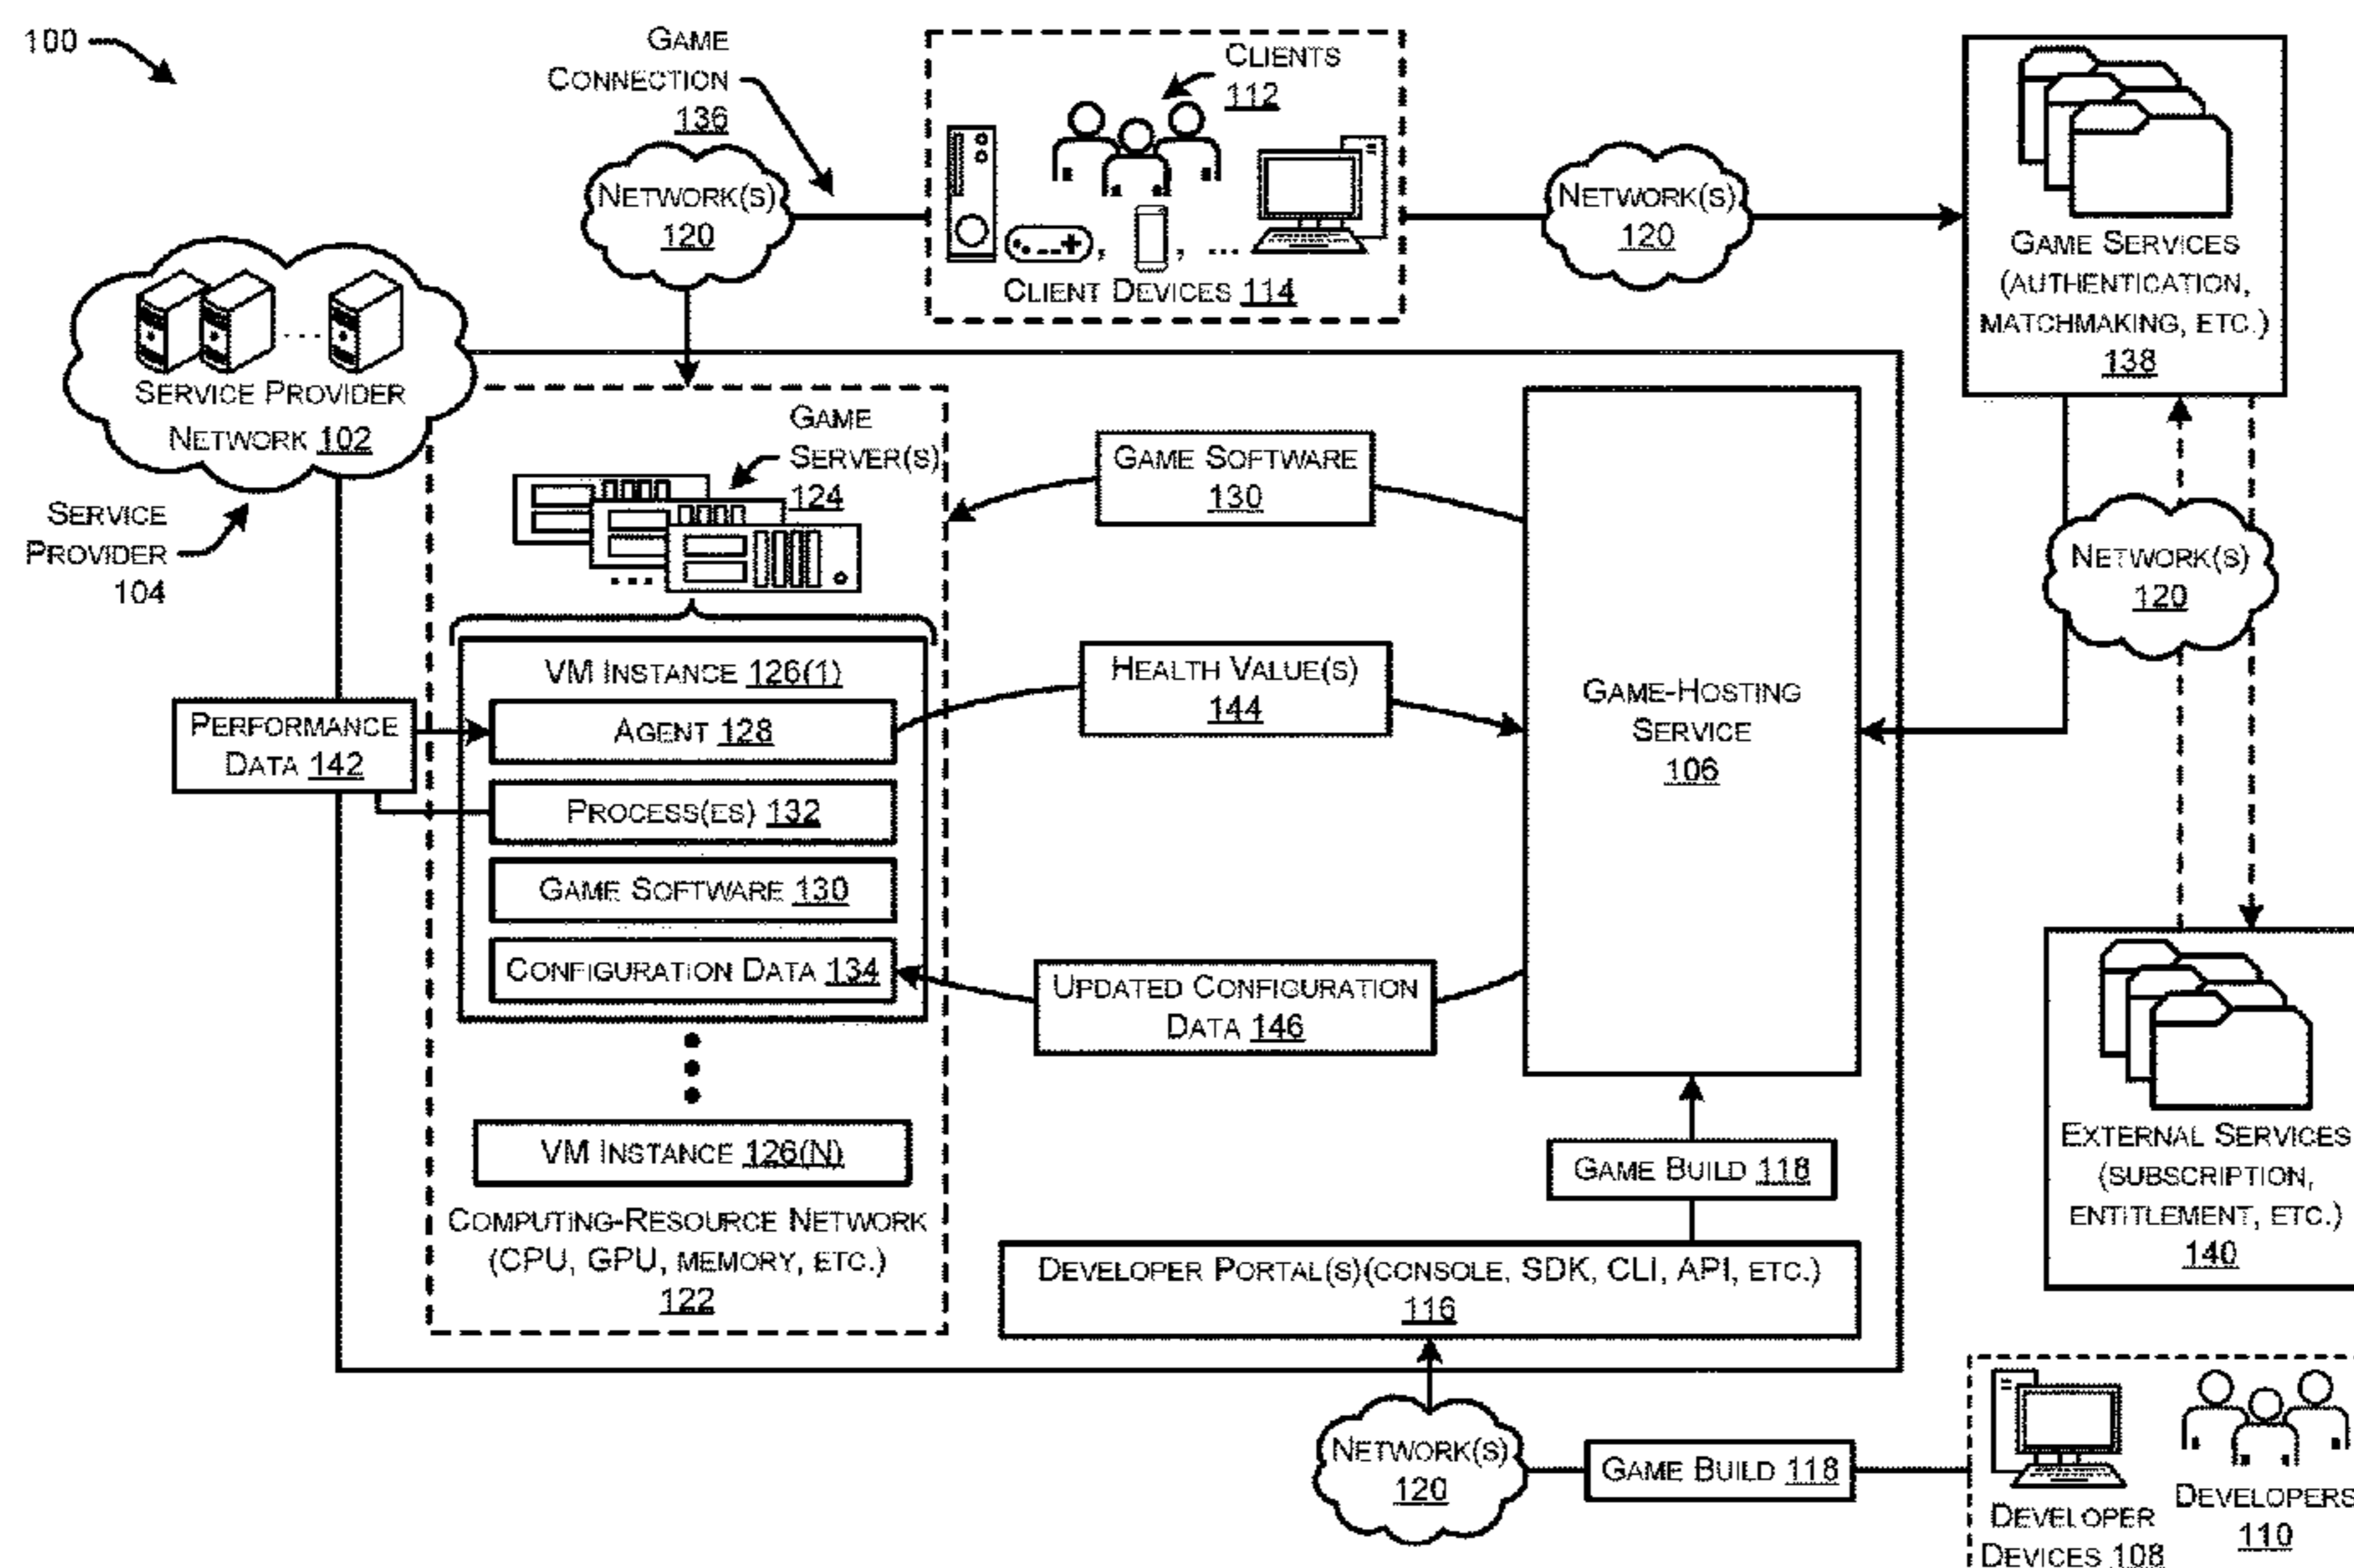 100
GAME
CONNECTION
136
CLIENTS
112
NETWORK(S)
120
CLIENT DEVICES 114
NETWORK(S)
120
GAME SERVICES
(AUTHENTICATION,
MATCHMAKING, ETC.)
138
SERVICE PROVIDER
NETWORK 102
SERVICE
PROVIDER
104
GAME
SERVER(S)
124
GAME SOFTWARE
130
NETWORK(S)
120
VM INSTANCE 126(1)
AGENT 128
PROCESS(ES) 132
GAME SOFTWARE 130
CONFIGURATION DATA 134
PERFORMANCE
DATA 142
HEALTH VALUE(S)
144
GAME-HOSTING
SERVICE
106
UPDATED CONFIGURATION
DATA 146
VM INSTANCE 126(N)
COMPUTING-RESOURCE NETWORK
(CPU, GPU, MEMORY, ETC.)
122
GAME BUILD 118
DEVELOPER PORTAL(S)(CONSOLE, SDK, CLI, API, ETC.)
116
EXTERNAL SERVICES
(SUBSCRIPTION,
ENTITLEMENT, ETC.)
140
NETWORK(S)
120
GAME BUILD 118
DEVELOPER
DEVICES 108
DEVELOPERS
110